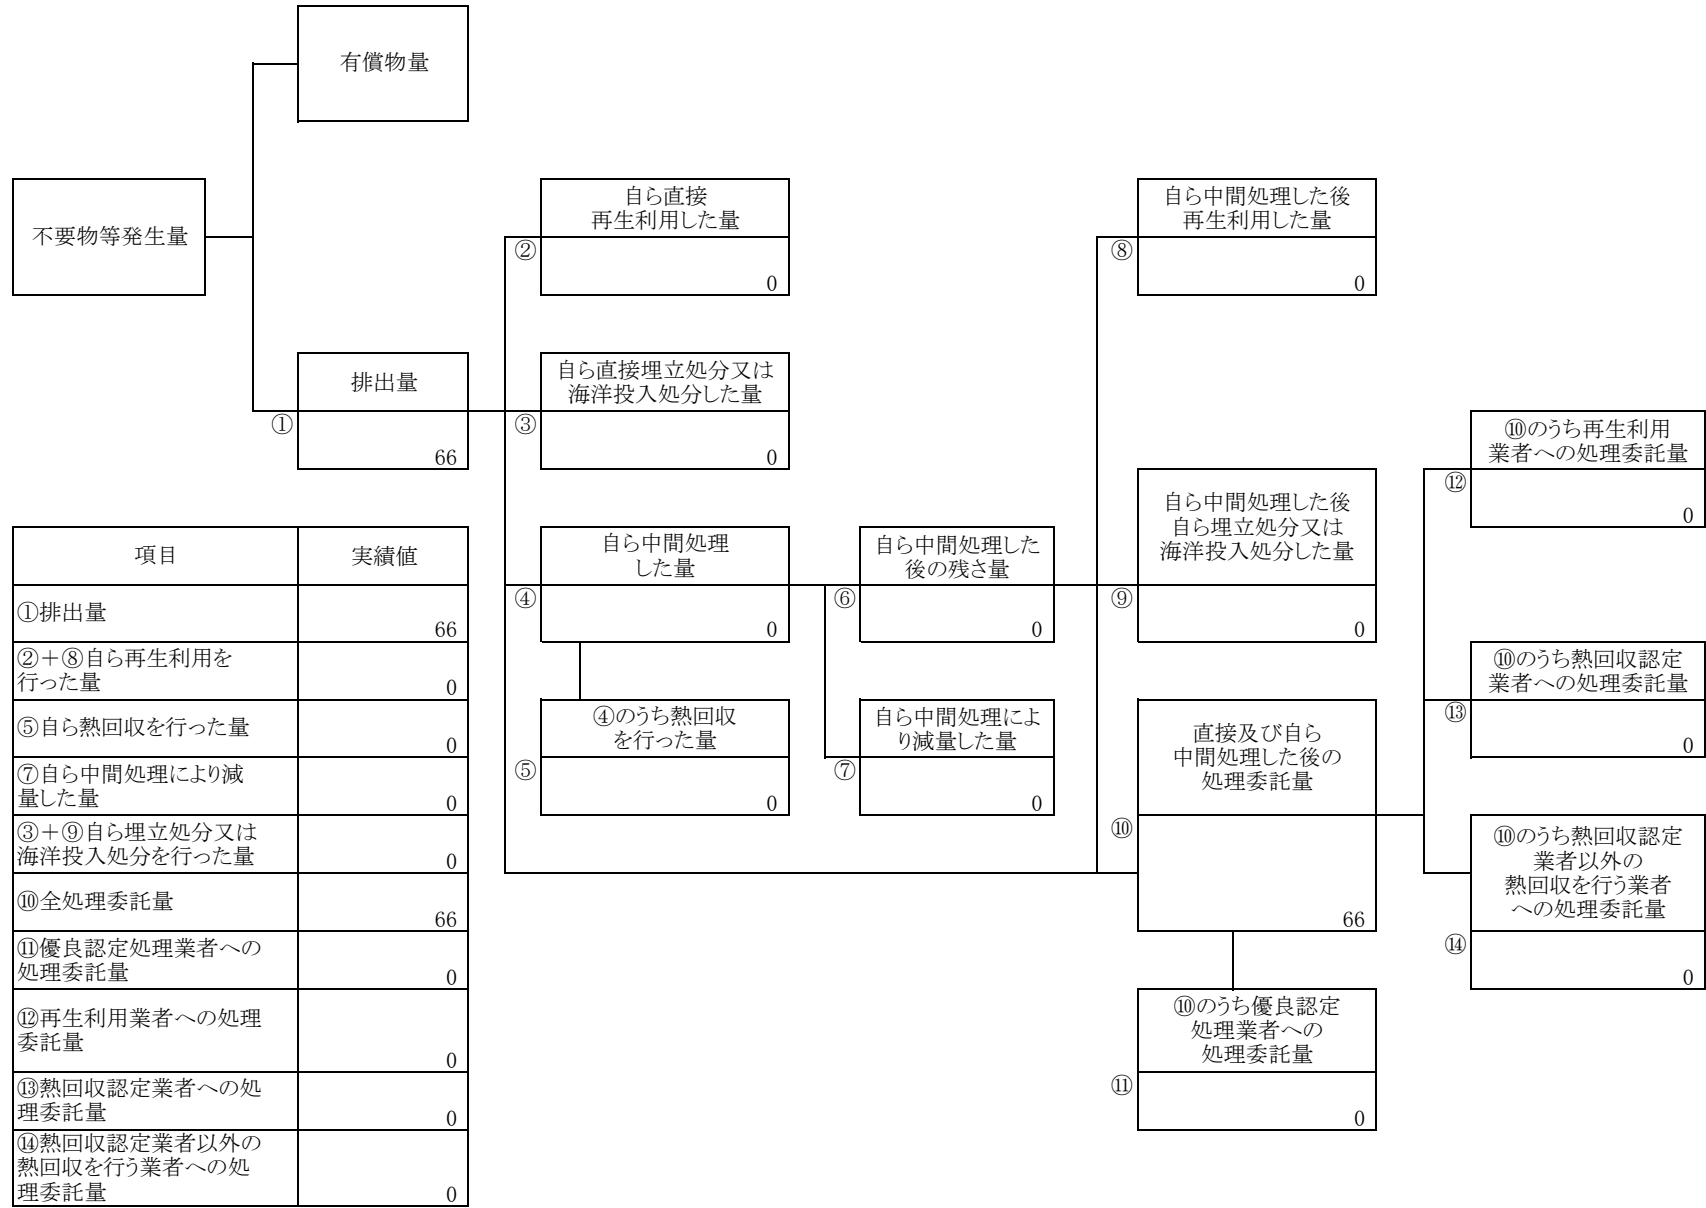 有償物量
不要物等発生量
自ら直接
再生利用した量
②
0
自ら中間処理した後
再生利用した量
⑧
0
排出量
①
66
自ら直接埋立処分又は
海洋投入処分した量
③
0
⑩のうち再生利用
業者への処理委託量
⑫
0
自ら中間処理
した量
④
0
自ら中間処理した
後の残さ量
⑥
0
自ら中間処理した後
自ら埋立処分又は
海洋投入処分した量
⑨
0
⑩のうち熱回収認定
業者への処理委託量
⑬
0
④のうち熱回収
を行った量
⑤
0
自ら中間処理によ
り減量した量
⑦
0
直接及び自ら
中間処理した後の
処理委託量
⑩
66
⑩のうち熱回収認定
業者以外の
熱回収を行う業者
への処理委託量
⑭
0
⑩のうち優良認定
処理業者への
処理委託量
⑪
0
項目 実績値
①排出量
66
②＋⑧自ら再生利用を
行った量
0
⑤自ら熱回収を行った量
0
⑦自ら中間処理により減
量した量
0
③＋⑨自ら埋立処分又は
海洋投入処分を行った量
0
⑩全処理委託量
66
⑪優良認定処理業者への
処理委託量
0
⑫再生利用業者への処理
委託量
0
⑬熱回収認定業者への処
理委託量
0
⑭熱回収認定業者以外の
熱回収を行う業者への処
理委託量
0